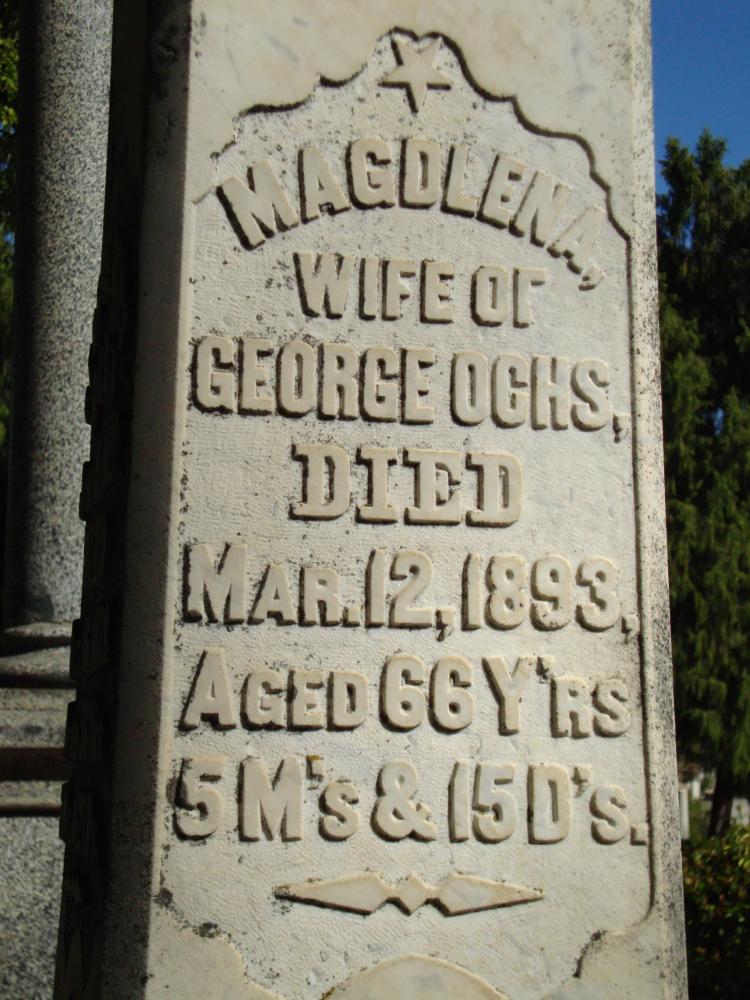 MAGDLENA,
WIFE OF
GEORGE OCHS,
DIED
MAR. 12, 1893,
AGED 66 Y'RS
5 M's & 15 D's.